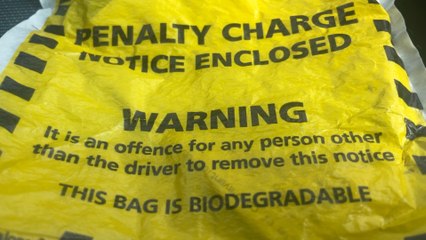 PENALTY CHARGE
NOTICE ENCLOSED
WARNING
It is an offence for any person other
than the driver to remove this notice
THIS BAG IS BIODEGRADABLE